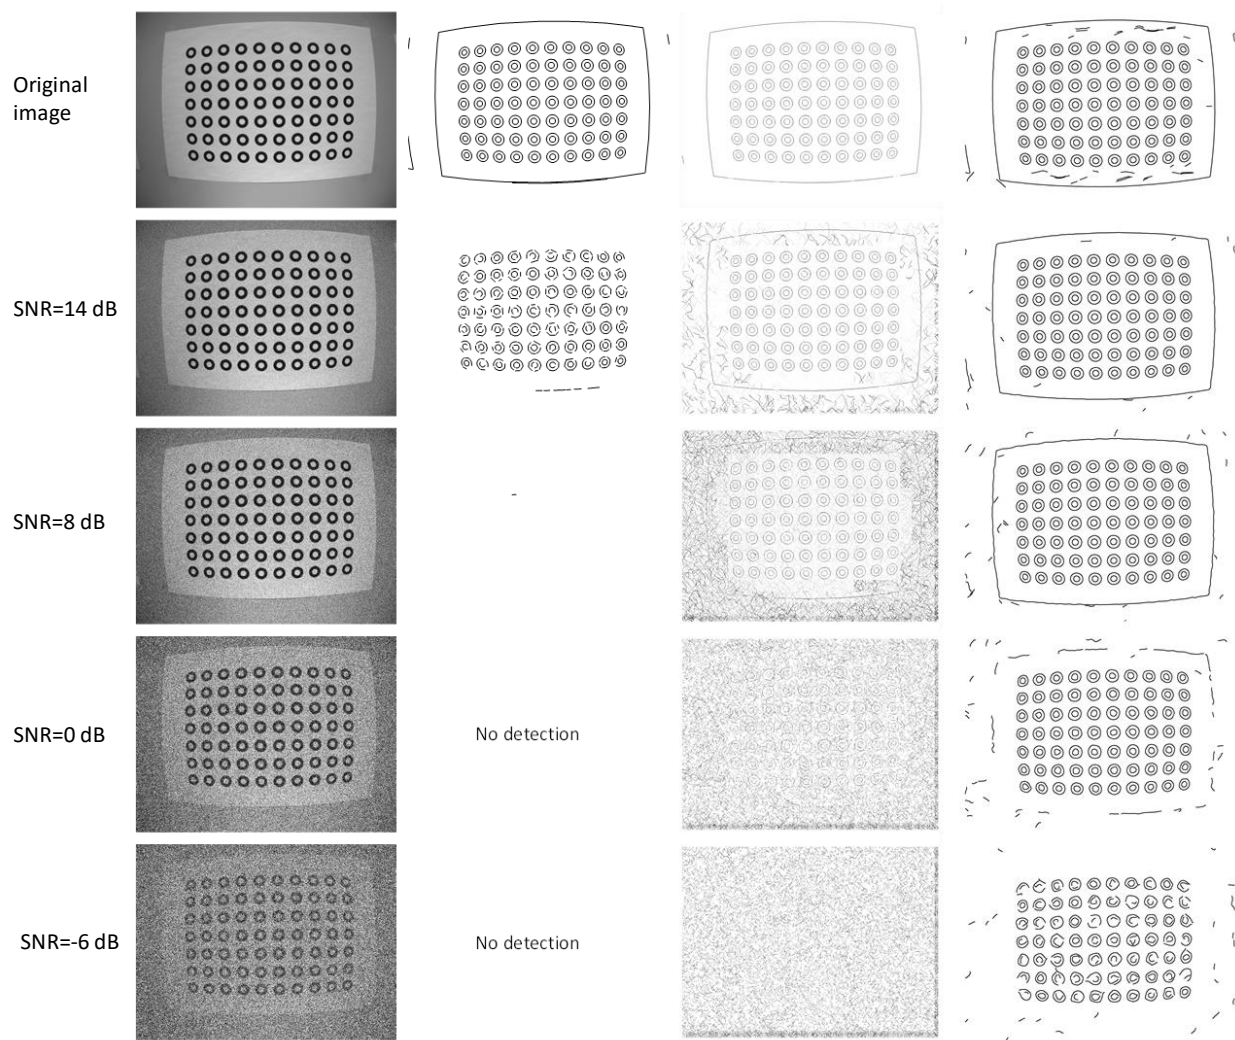 Original
image
SNR=14 dB
SNR=8 dB
SNR=0 dB
No detection
SNR=-6 dB
No detection